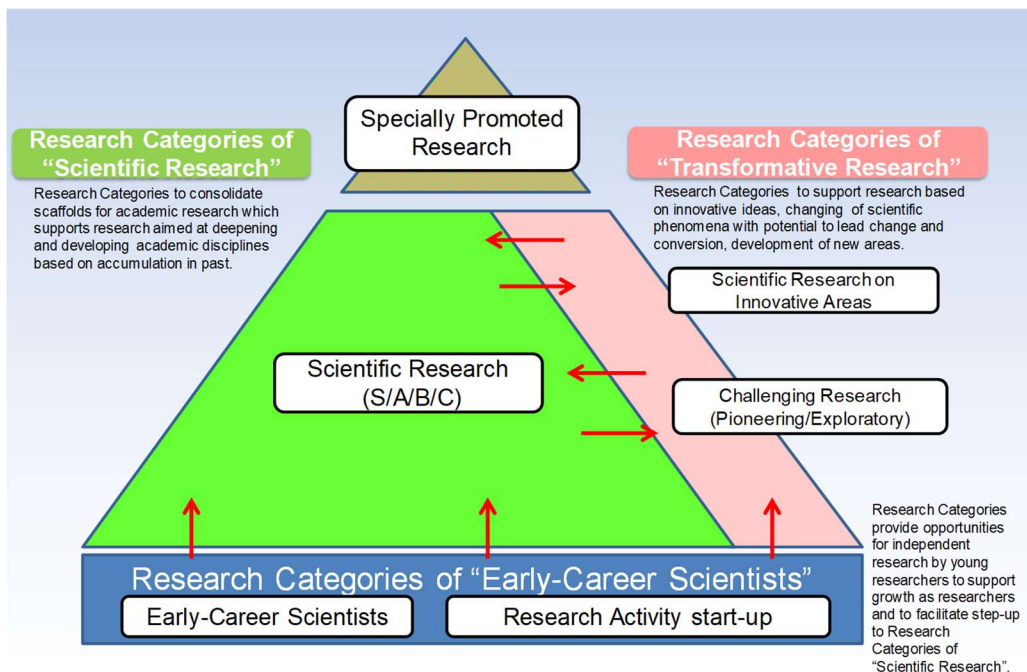 Specially Promoted
Research
Research Categories of
“Scientific Research”
Research Categories to consolidate
scaffolds for academic research which
supports research aimed at deepening
and developing academic disciplines
based on accumulation in past.
Research Categories of
“Transformative Research”
Research Categories to support research based
on innovative ideas, changing of scientific
phenomena with potential to lead change and
conversion, development of new areas.
Scientific Research on
Innovative Areas
Scientific Research
(S/A/B/C)
Challenging Research
(Pioneering/Exploratory)
Research Categories of “Early-Career Scientists”
Early-Career Scientists
Research Activity start-up
Research Categories
provide opportunities
for independent
research by young
researchers to support
growth as researchers
and to facilitate step-up
to Research
Categories of
“Scientific Research”.